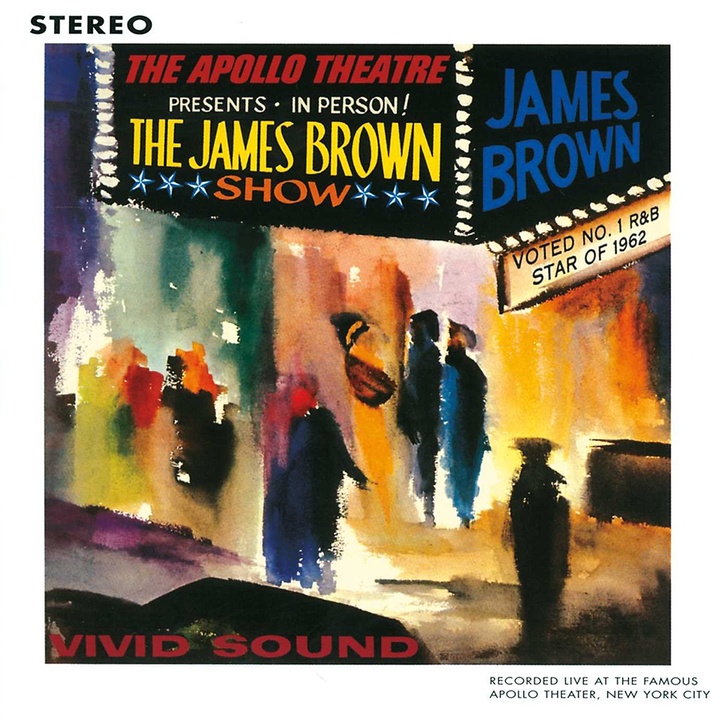 STEREO
THE APOLLO THEATRE
PRESENTS · IN PERSON!
THE JAMES BROWN
SHOW
JAMES
BROWN
VOTED NO. 1 R&B
STAR OF 1962
VIVID SOUND
RECORDED LIVE AT THE FAMOUS
APOLLO THEATER, NEW YORK CITY